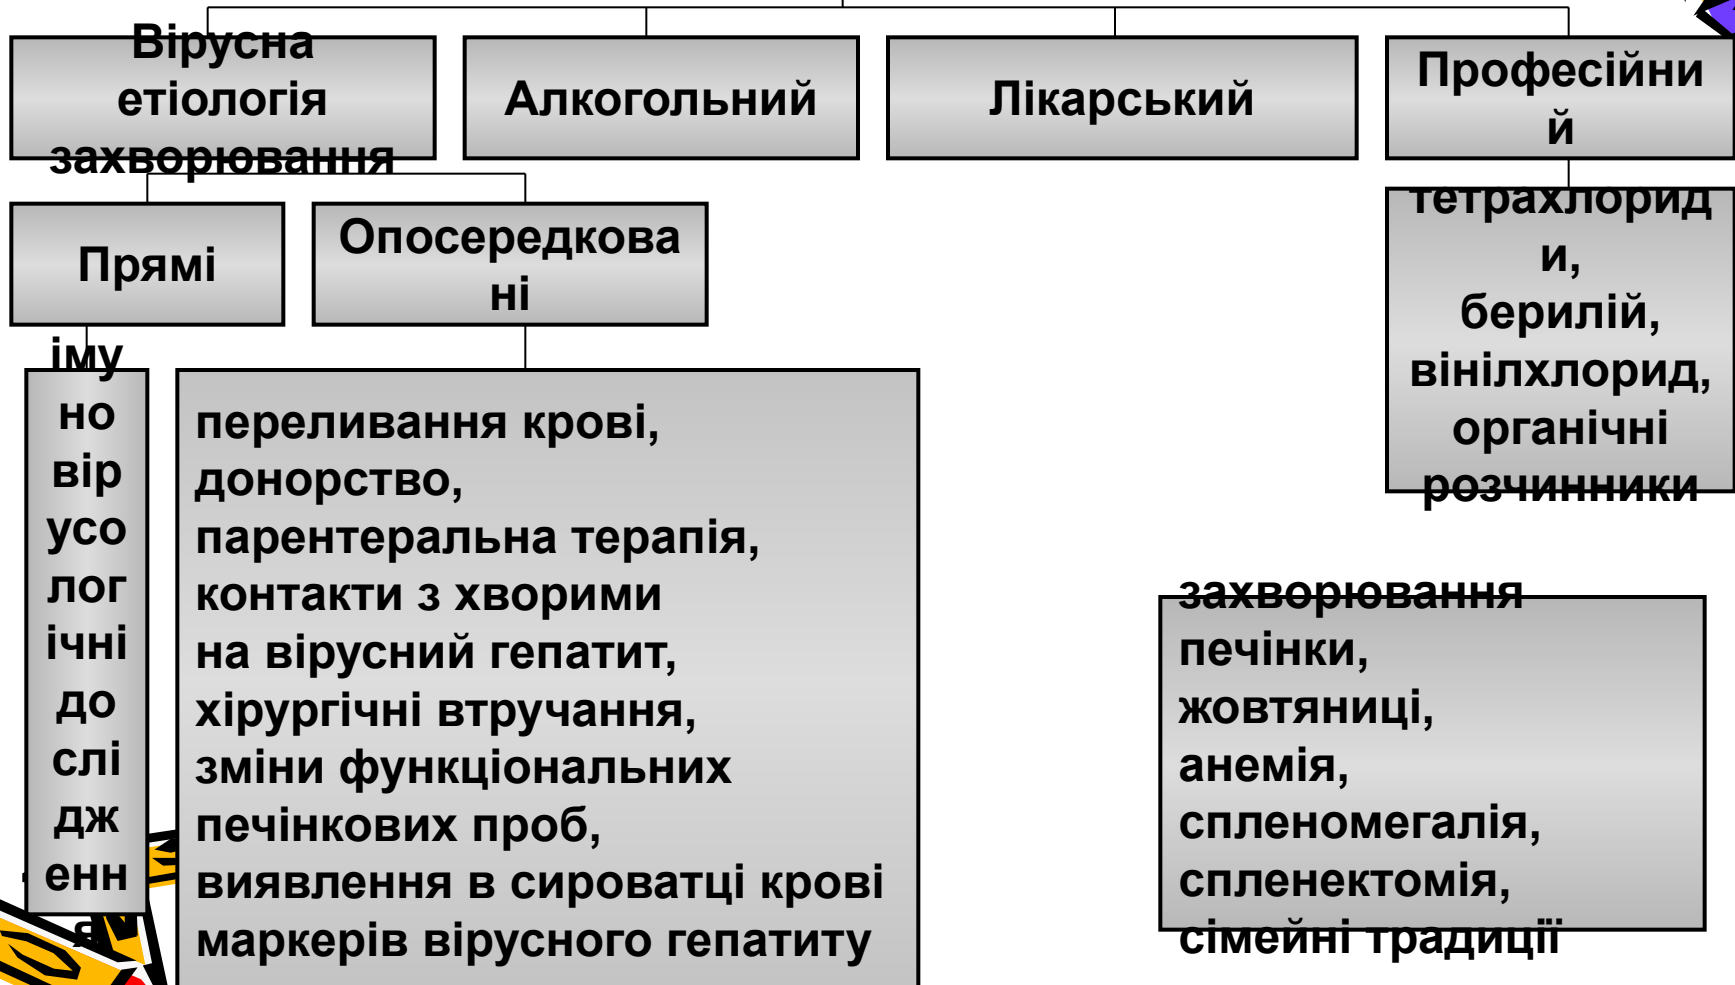 Вірусна
етіологія
захворювання
Алкогольний
Лікарський
Професійни
й
Прямі
Опосередкова
ні
тетрахлорид
и,
берилій,
вінілхлорид,
органічні
розчинники
іму
но
вір
усо
лог
ічні
до
слі
дж
енн
я
переливання крові,
донорство,
парентеральна терапія,
контакти з хворими
на вірусний гепатит,
хірургічні втручання,
зміни функціональних
печінкових проб,
виявлення в сироватці крові
маркерів вірусного гепатиту
захворювання
печінки,
жовтяниці,
анемія,
спленомегалія,
спленектомія,
сімейні традиції